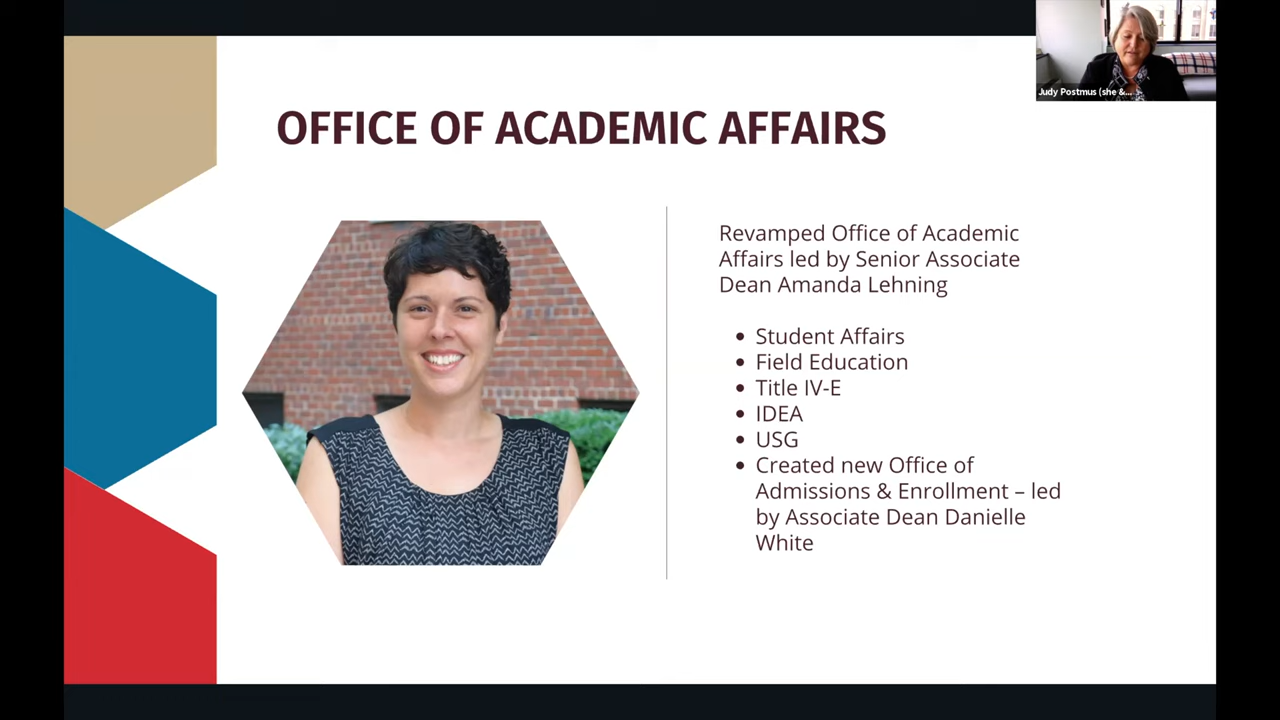 Judy Postmus (she &...
OFFICE OF ACADEMIC AFFAIRS
Revamped Office of Academic
Affairs led by Senior Associate
Dean Amanda Lehning
• Student Affairs
• Field Education
• Title IV-E
• IDEA
• USG
• Created new Office of
Admissions & Enrollment – led
by Associate Dean Danielle
White